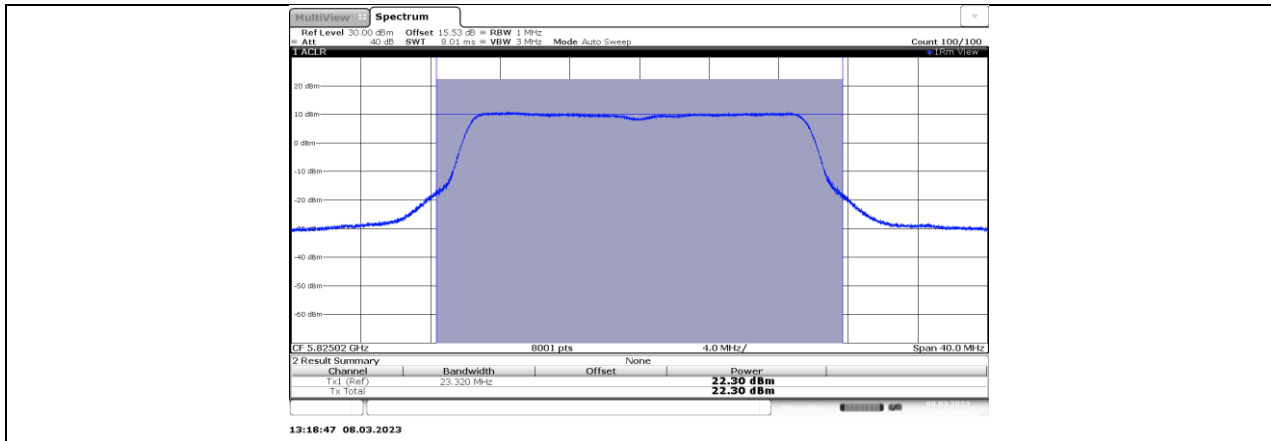 MultiView Spectrum
Ref Level 30.00 dBm Offset 15.53 dB RBW 1 MHz
Att 40 dB SWT 8.01 ms VBW 3 MHz Mode Auto Sweep Count 100/100
1 ACLR 1Rm View
20 dBm
10 dBm
0 dBm
-10 dBm
-20 dBm
-40 dBm
-50 dBm
-60 dBm
CF 5.82502 GHz 8001 pts 4.0 MHz/ Span 40.0 MHz
2 Result Summary None
Channel Bandwidth Offset Power
Tx1 (Ref) 23.320 MHz 22.30 dBm
Tx Total 22.30 dBm
13:16:47 08.03.2023